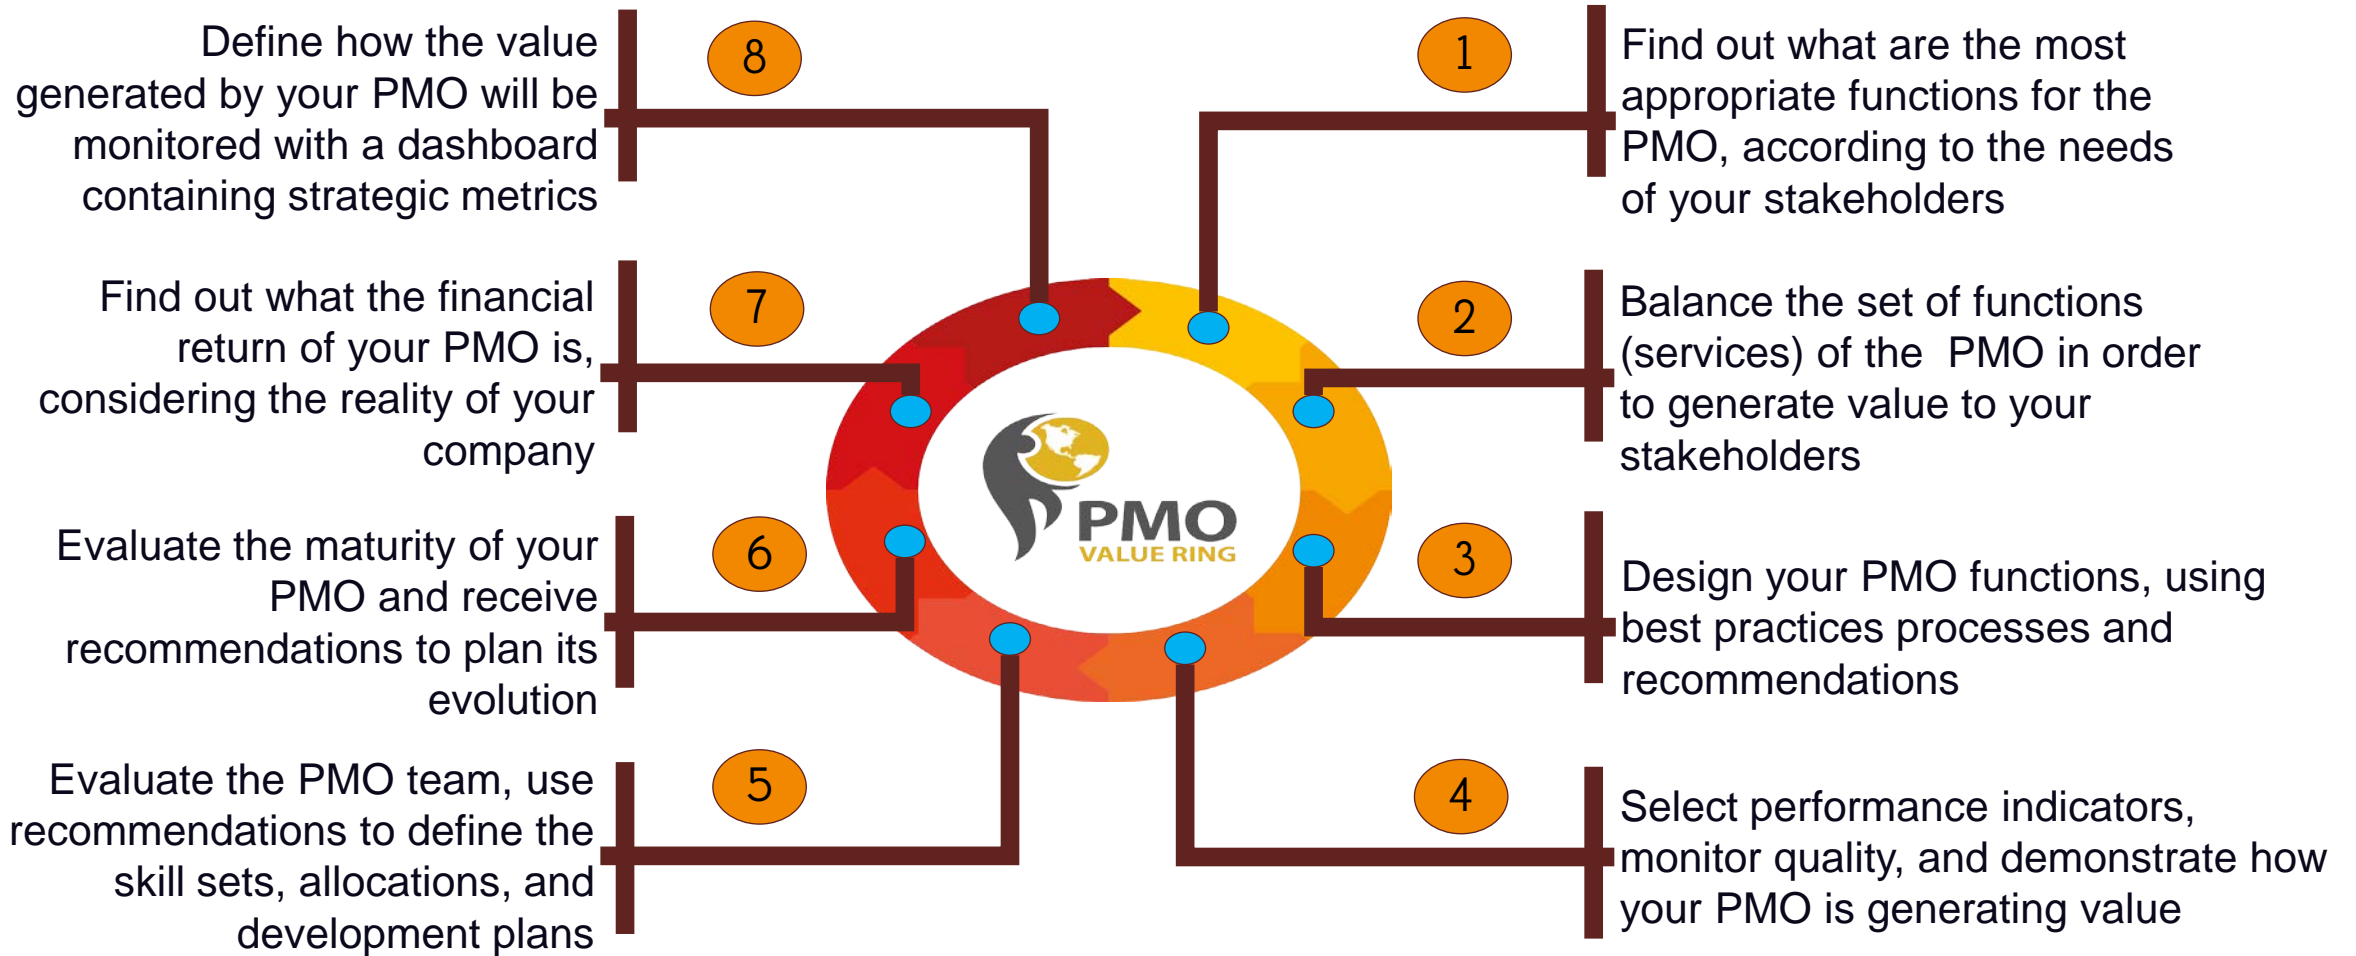 1
Find out what are the most
appropriate functions for the
PMO, according to the needs
of your stakeholders
2
Balance the set of functions
(services) of the  PMO in order
to generate value to your
stakeholders
3
Design your PMO functions, using
best practices processes and
recommendations
4
Select performance indicators,
monitor quality, and demonstrate how
your PMO is generating value
5
Evaluate the PMO team, use
recommendations to define the
skill sets, allocations, and
development plans
6
Evaluate the maturity of your
PMO and receive
recommendations to plan its
evolution
7
Find out what the financial
return of your PMO is,
considering the reality of your
company
8
Define how the value
generated by your PMO will be
monitored with a dashboard
containing strategic metrics
PMO
VALUE RING